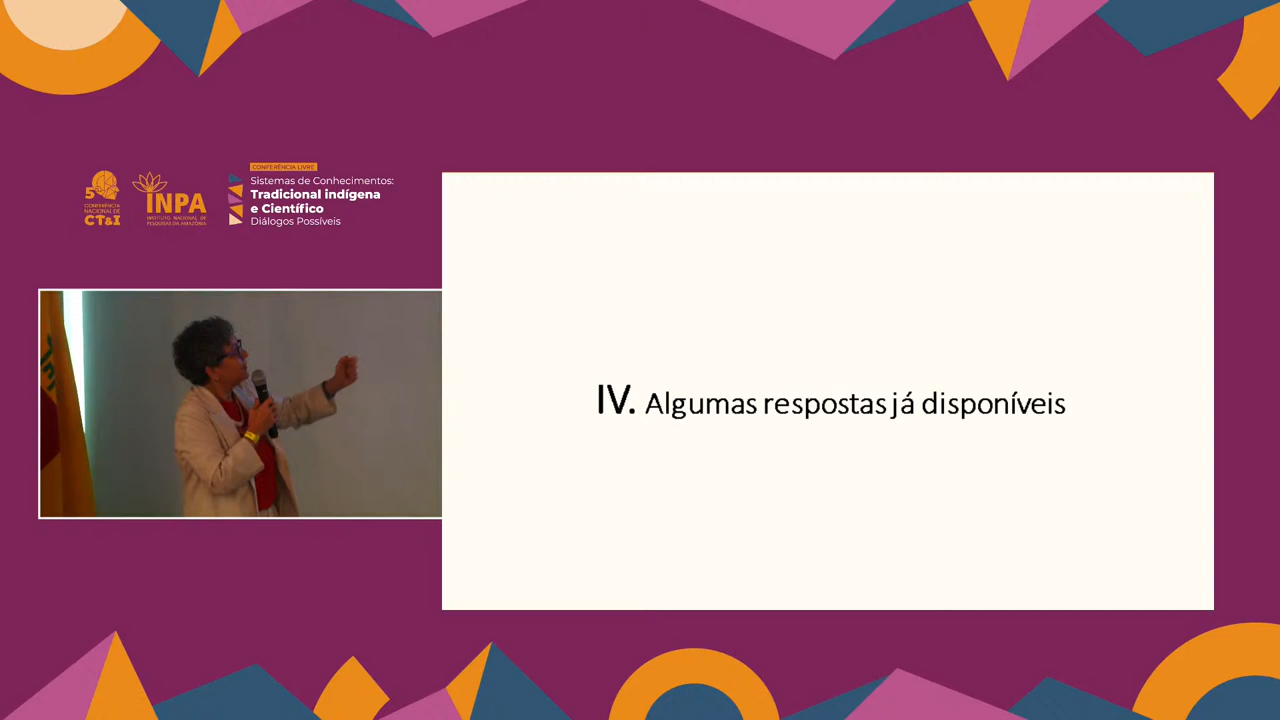 CONFERÊNCIA LIVRE
Sistemas de Conhecimentos:
Tradicional indígena
e Científico
Diálogos Possíveis
5
CONFERÊNCIA
NACIONAL DE
CT&I
INPA
INSTITUTO NACIONAL DE
PESQUISAS DA AMAZÔNIA
IV. Algumas respostas já disponíveis